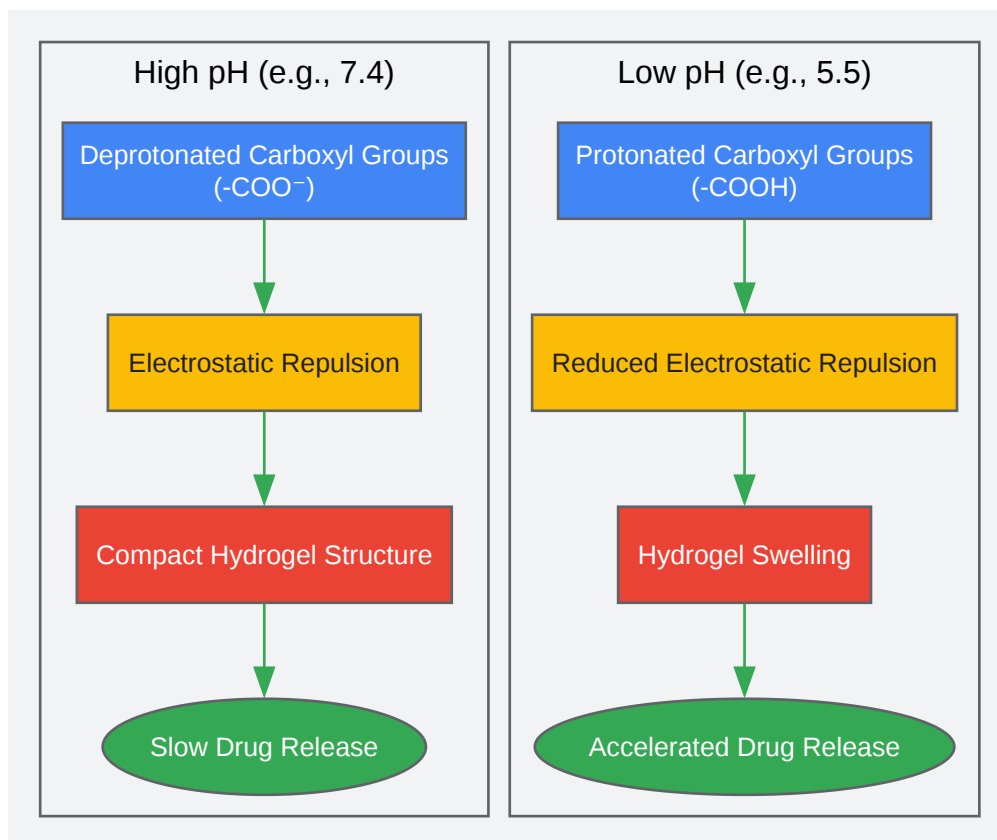 High pH (e.g., 7.4)
Deprotonated Carboxyl Groups
(-COO⁻)
Electrostatic Repulsion
Compact Hydrogel Structure
Slow Drug Release
Low pH (e.g., 5.5)
Protonated Carboxyl Groups
(-COOH)
Reduced Electrostatic Repulsion
Hydrogel Swelling
Accelerated Drug Release